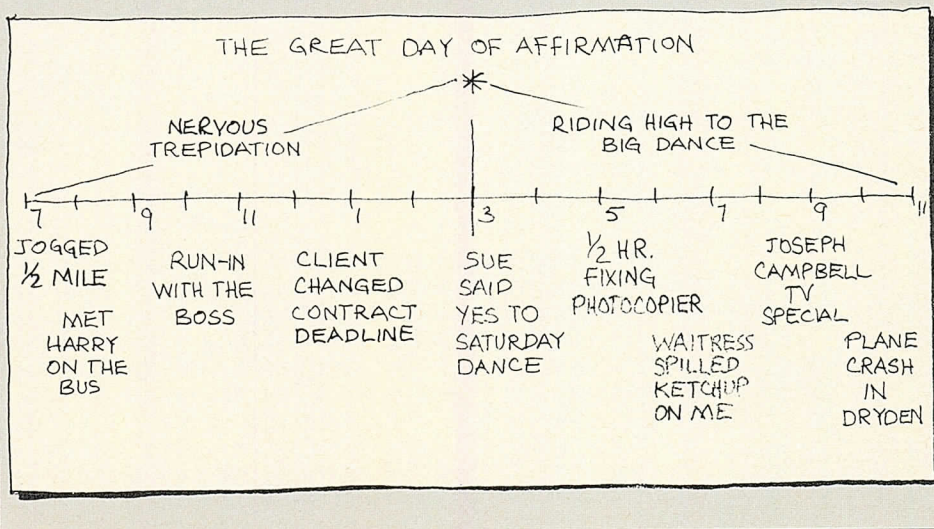 THE GREAT DAY OF AFFIRMATION
NERVOUS
TREPIDATION
RIDING HIGH TO THE
BIG DANCE
7 9 11 1 3 5 7 9 11
JOGGED
½ MILE
MET
HARRY
ON THE
BUS
RUN-IN
WITH THE
BOSS
CLIENT
CHANGED
CONTRACT
DEADLINE
SUE
SAID
YES TO
SATURDAY
DANCE
½ HR.
FIXING
PHOTOCOPIER
WAITRESS
SPILLED
KETCHUP
ON ME
JOSEPH
CAMPBELL
TV
SPECIAL
PLANE
CRASH
IN
DRYDEN